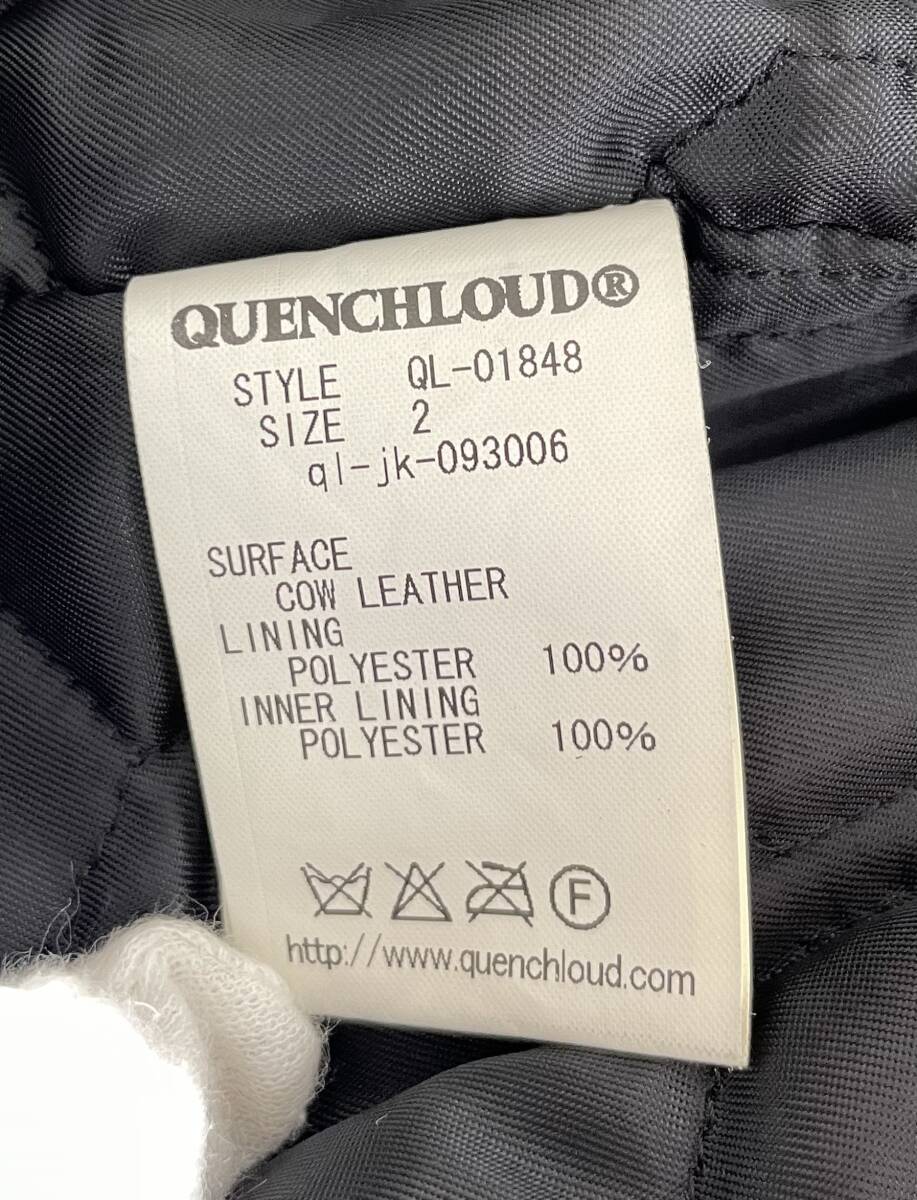 QUENCHLOUD®
STYLE QL-01848
SIZE 2
ql-jk-093006
SURFACE
COW LEATHER
LINING
POLYESTER 100%
INNER LINING
POLYESTER 100%
F
http://www.quenchloud.com